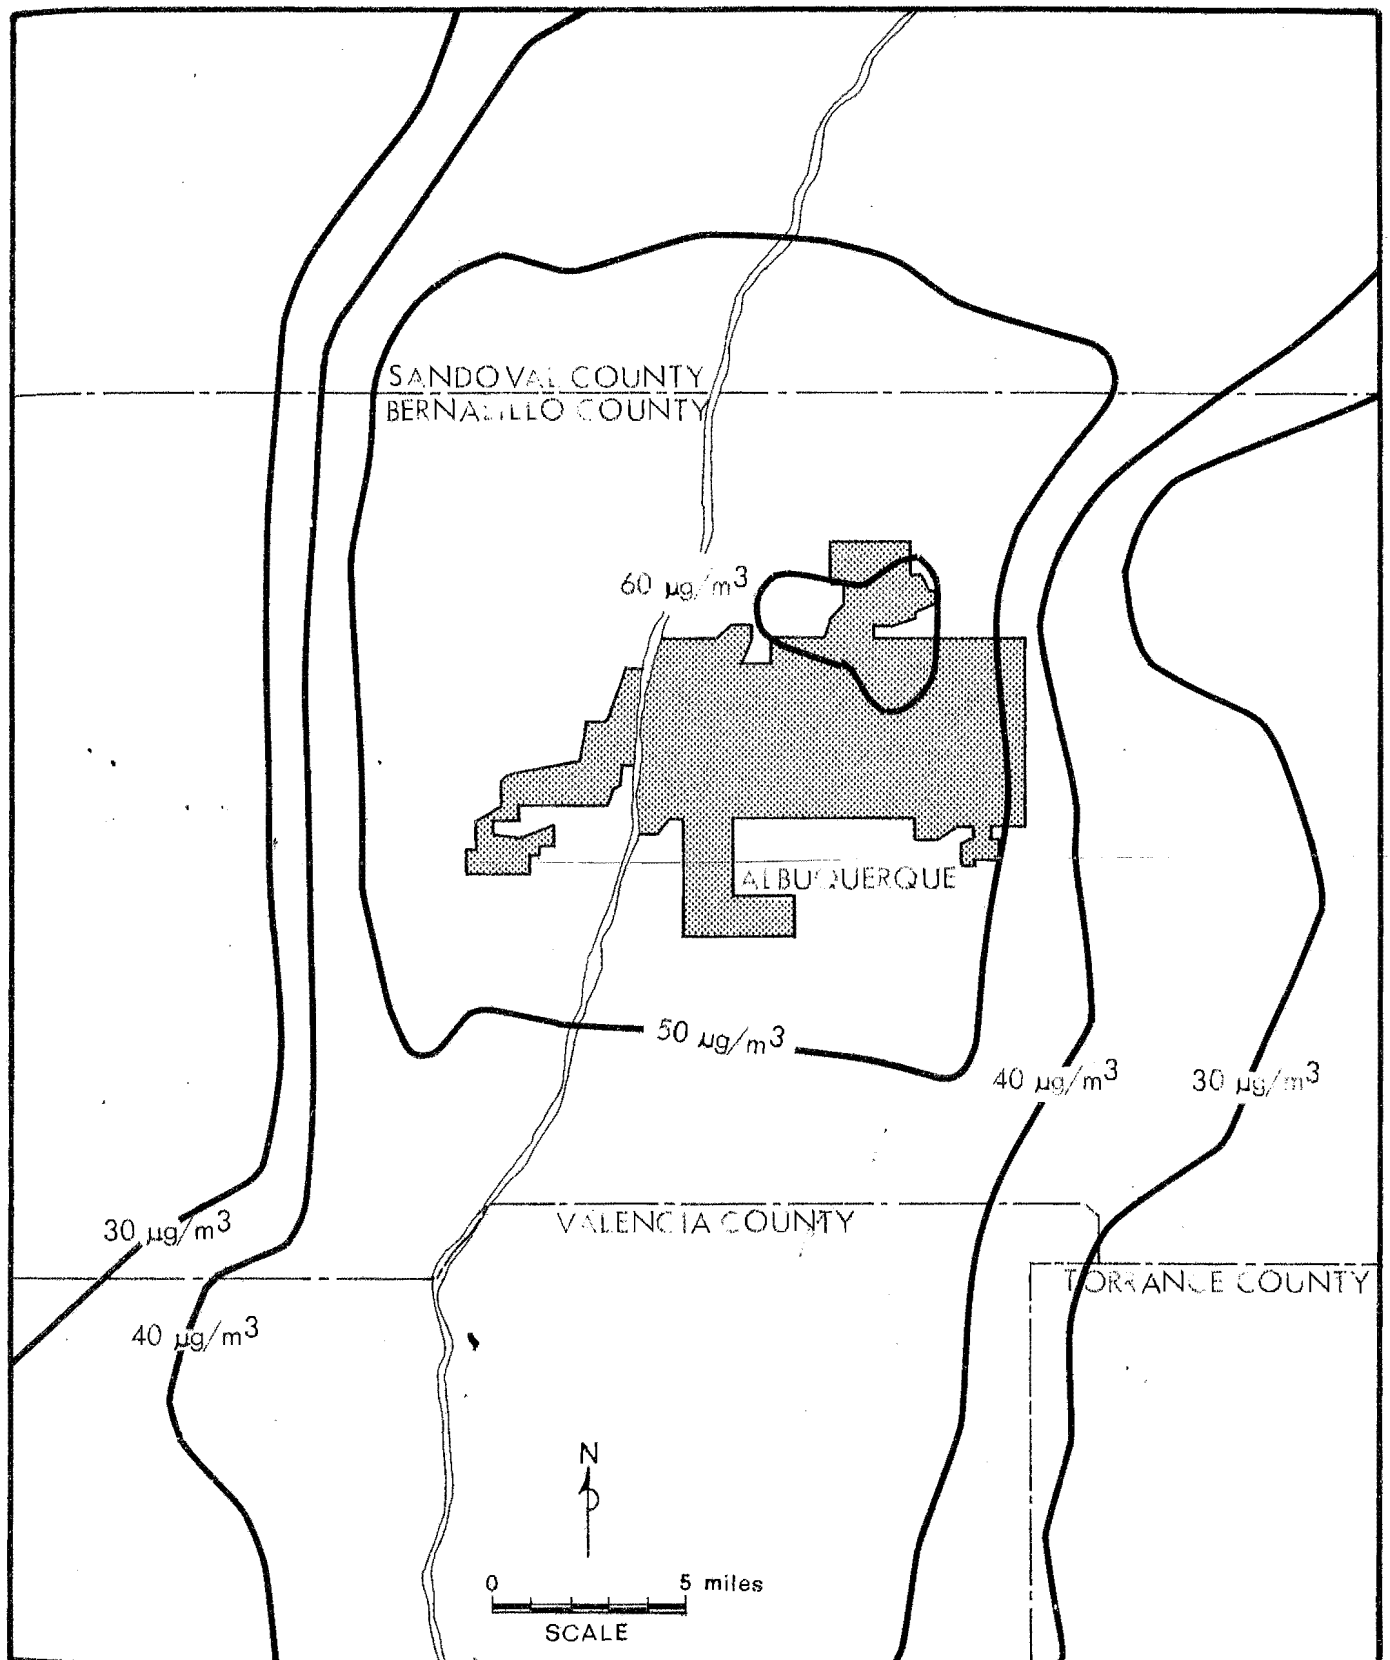 SANDOVAL COUNTY
BERNALILLO COUNTY
60 µg/m3
ALBUQUERQUE
50 µg/m3
40 µg/m3
30 µg/m3
30 µg/m3
VALENCIA COUNTY
TORRANCE COUNTY
40 µg/m3
N
0 5 miles
SCALE